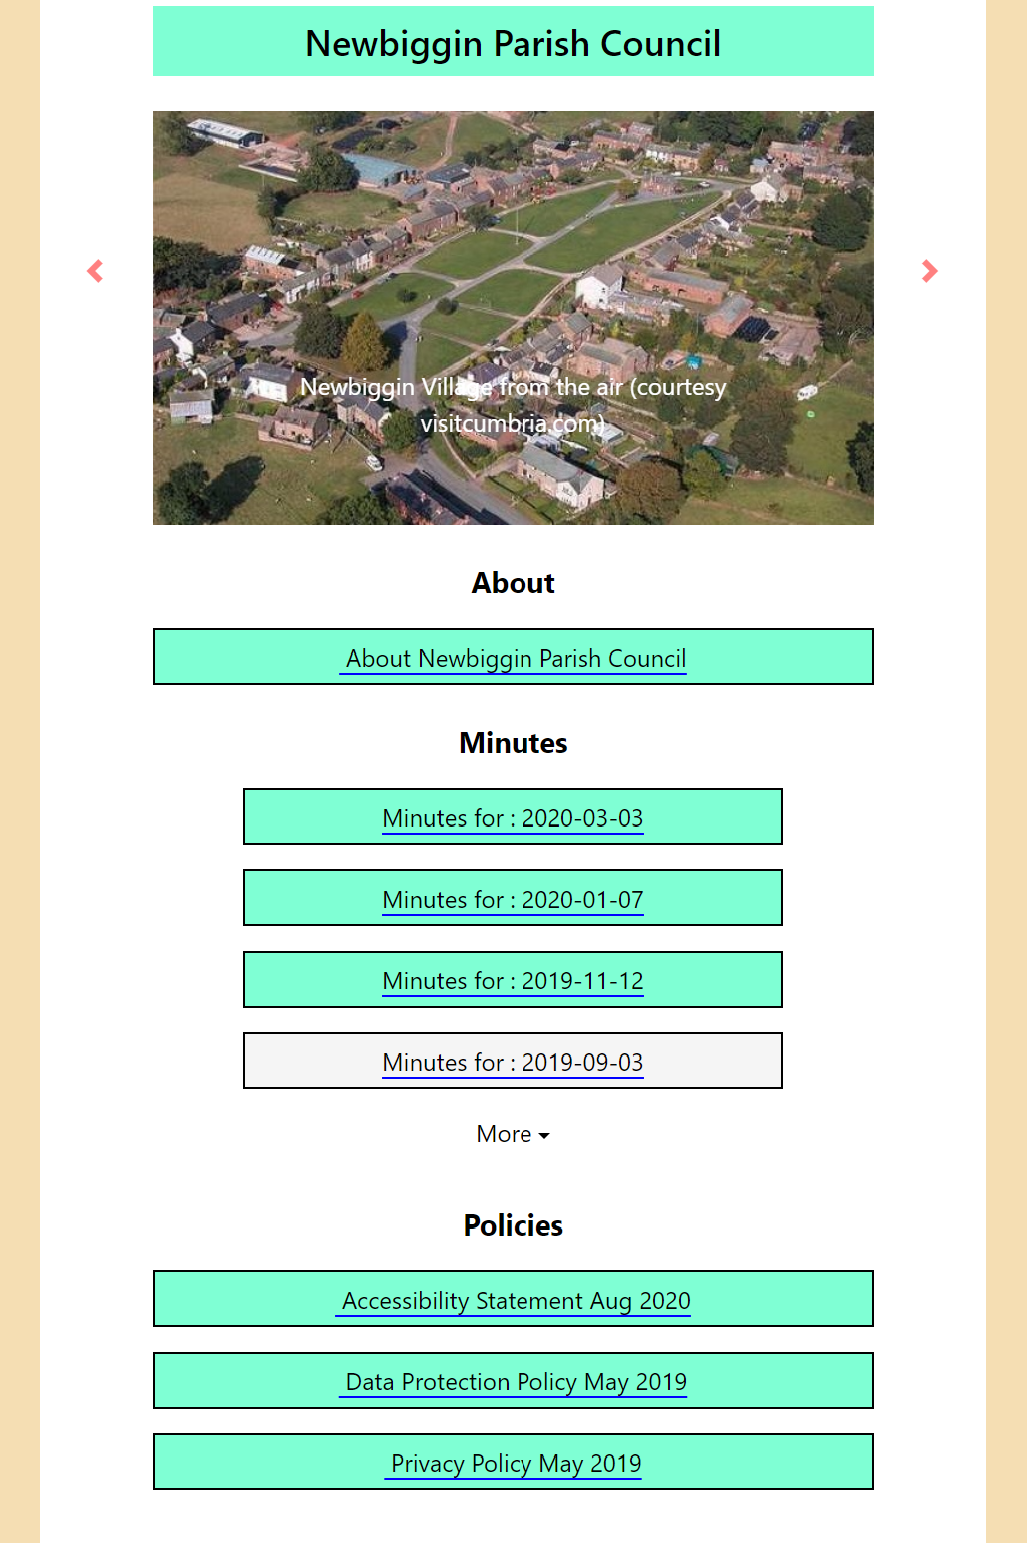 Newbiggin Parish Council
Newbiggin Village from the air (courtesy
visitcumbria.com)
About
About Newbiggin Parish Council
Minutes
Minutes for : 2020-03-03
Minutes for : 2020-01-07
Minutes for : 2019-11-12
Minutes for : 2019-09-03
More
Policies
Accessibility Statement Aug 2020
Data Protection Policy May 2019
Privacy Policy May 2019